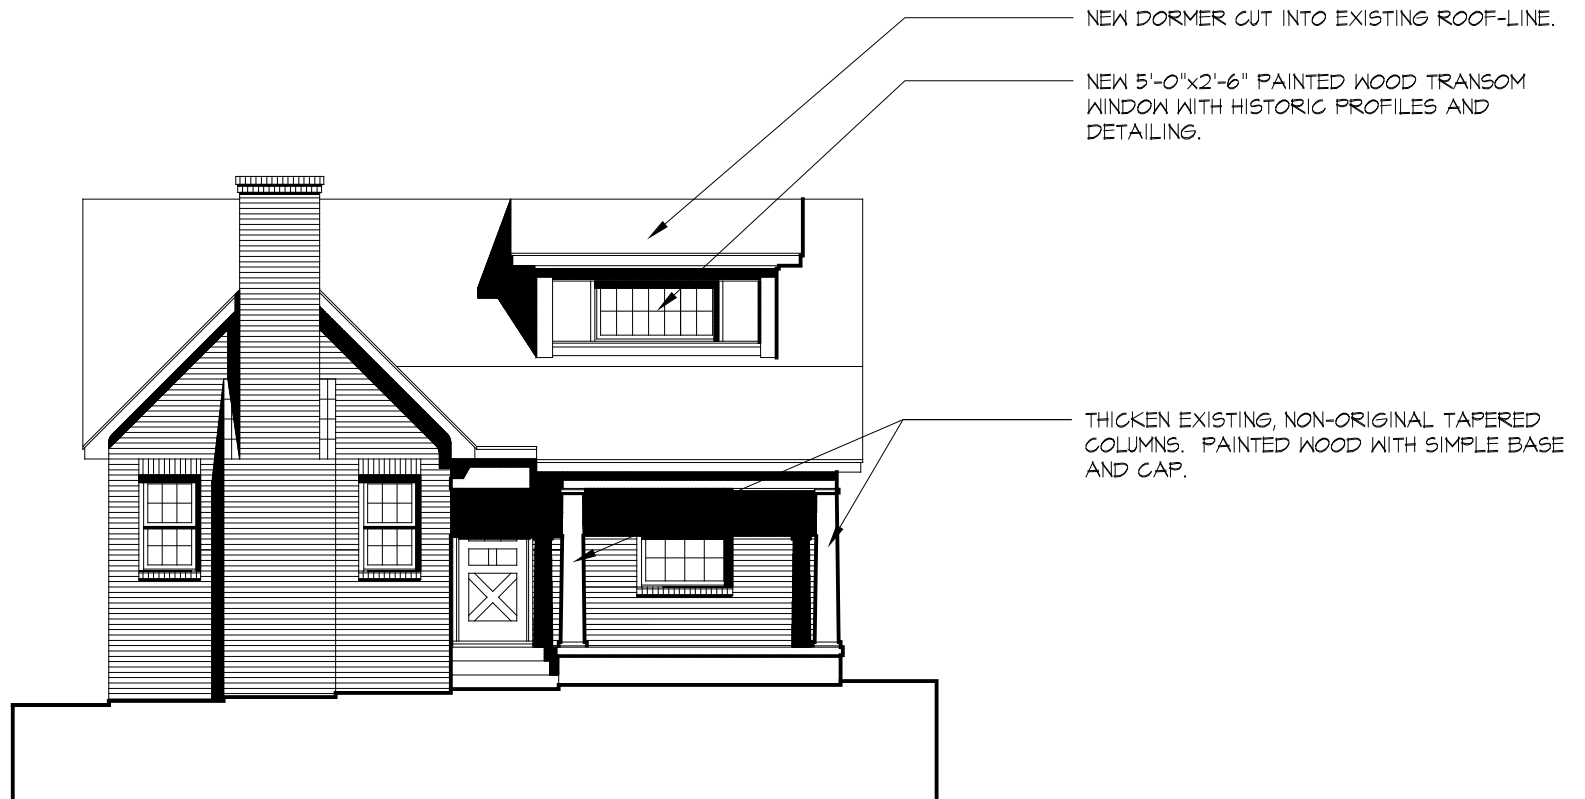 NEW DORMER CUT INTO EXISTING ROOF-LINE.
NEW 5'-0"x2'-6" PAINTED WOOD TRANSOM
WINDOW WITH HISTORIC PROFILES AND
DETAILING.
THICKEN EXISTING, NON-ORIGINAL TAPERED
COLUMNS.  PAINTED WOOD WITH SIMPLE BASE
AND CAP.